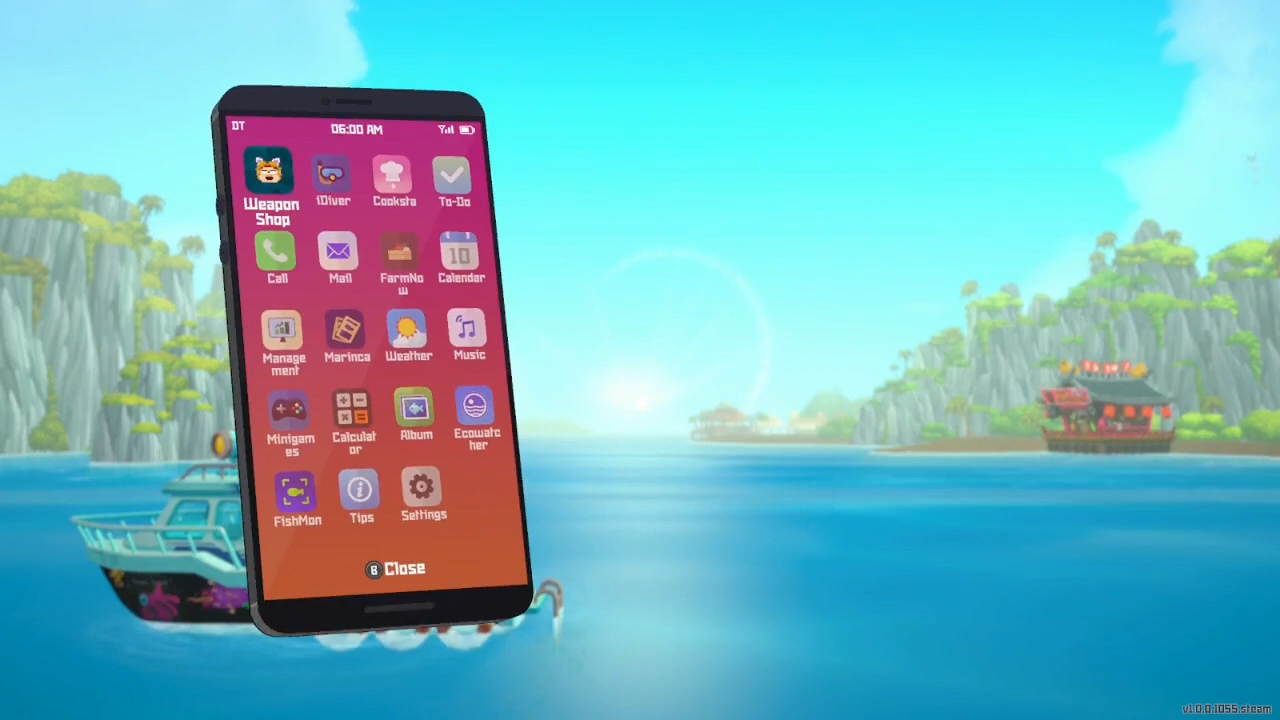 DT 06:00 AM
Weapon
Shop
iDiver
Cooksta
To-Do
Call
Mail
FarmNo
w
Calendar
10
Manage
ment
Marinca
Weather
Music
Minigam
es
Calculat
or
Album
Ecowatc
her
FishMon
Tips
Settings
B Close
v1.0.0.1055.steam